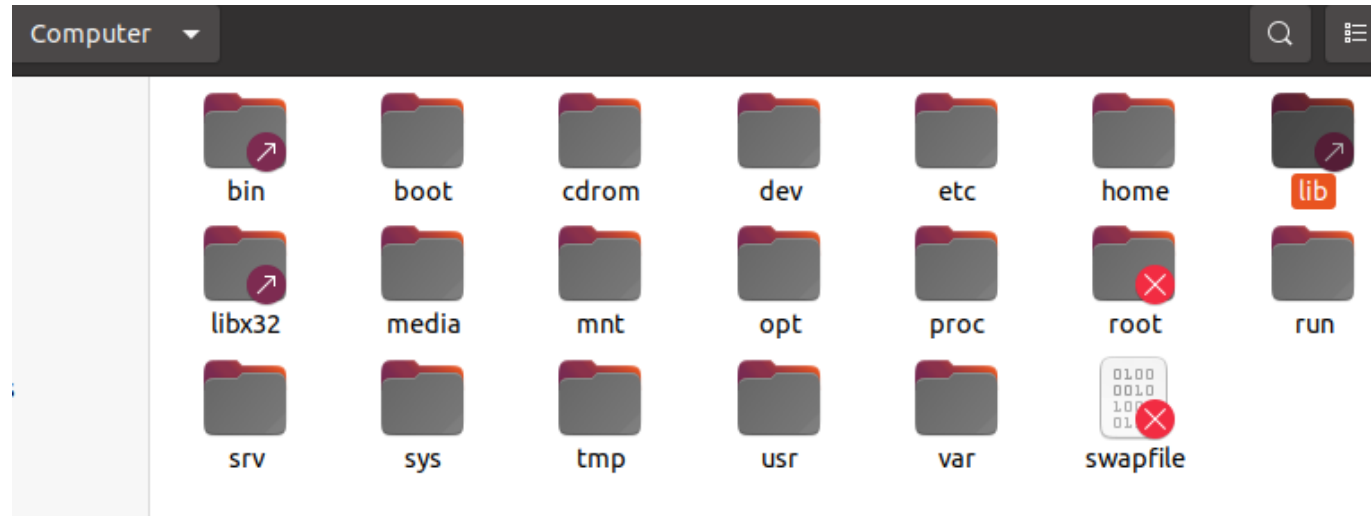 Computer
bin boot cdrom dev etc home lib
libx32 media mnt opt proc root run
srv sys tmp usr var swapfile